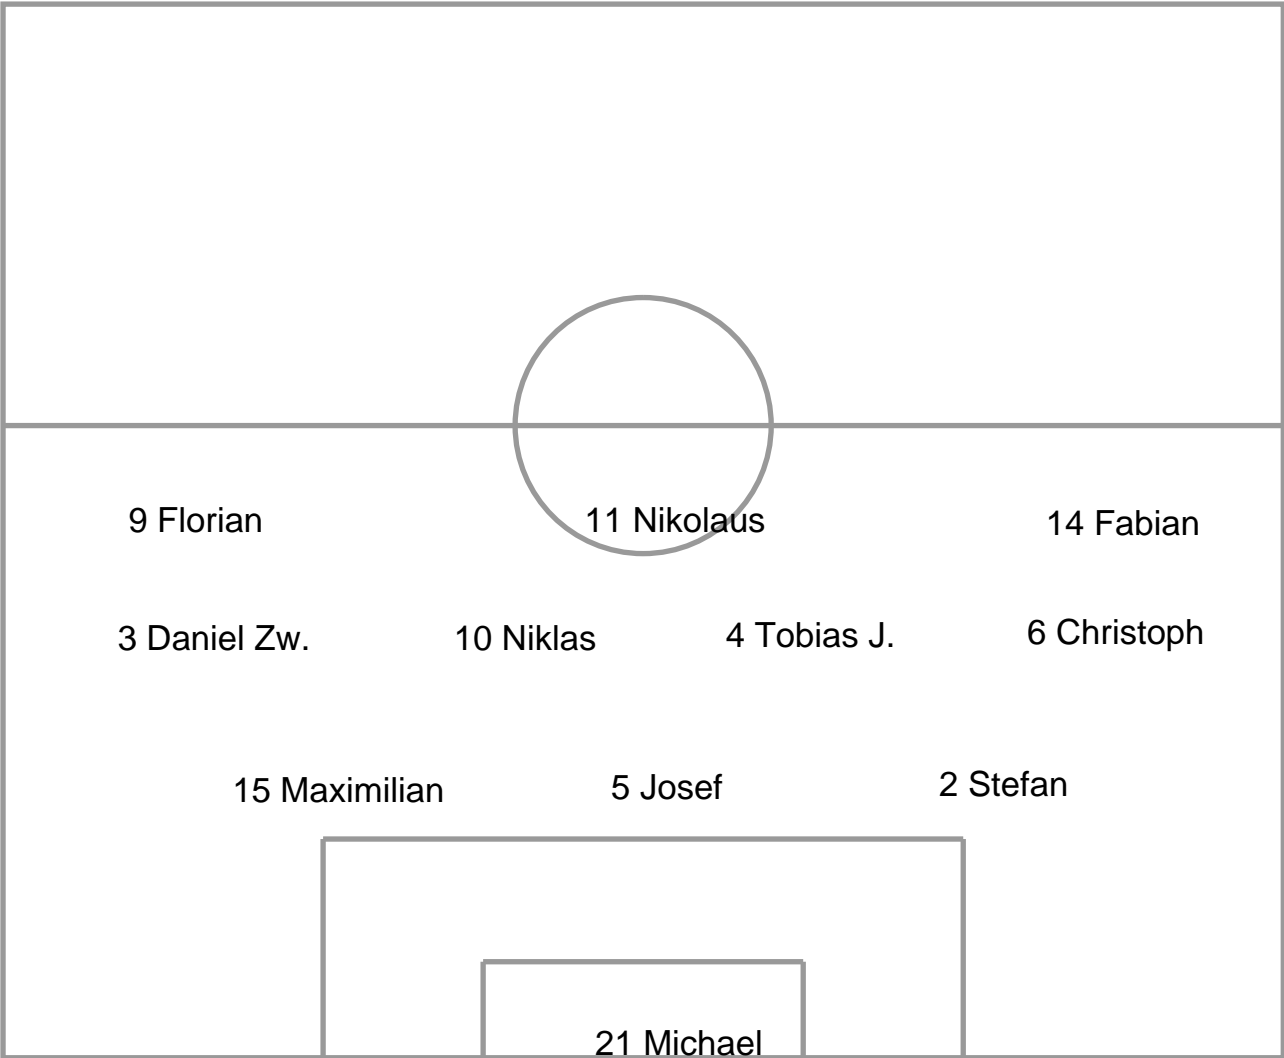 9 Florian
11 Nikolaus
14 Fabian
3 Daniel Zw.
10 Niklas
4 Tobias J.
6 Christoph
15 Maximilian
5 Josef
2 Stefan
21 Michael